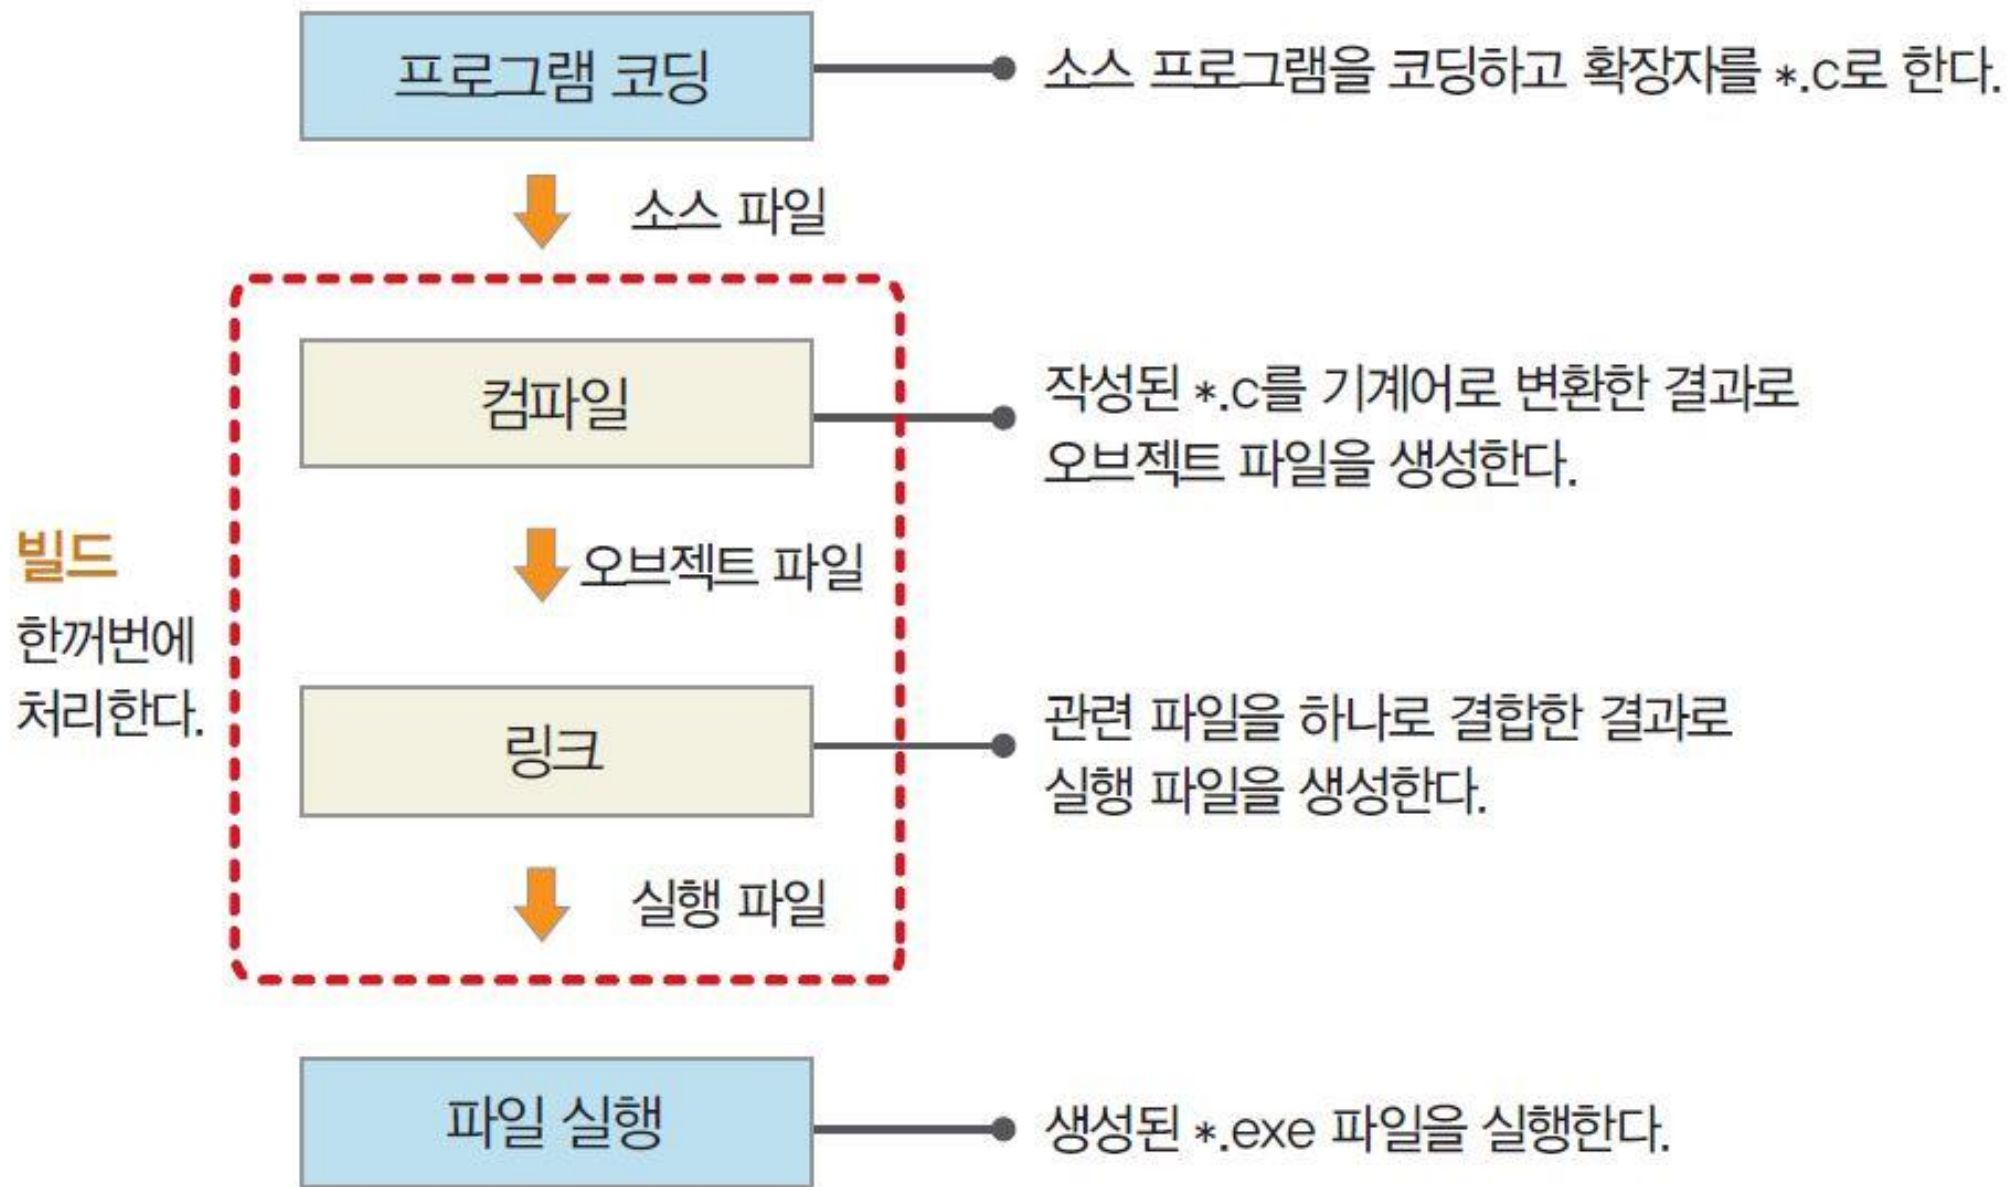 프로그램 코딩
소스 프로그램을 코딩하고 확장자를 *.c로 한다.
소스 파일
컴파일
작성된 *.c를 기계어로 변환한 결과로
오브젝트 파일을 생성한다.
오브젝트 파일
빌드
한꺼번에
처리한다.
링크
관련 파일을 하나로 결합한 결과로
실행 파일을 생성한다.
실행 파일
파일 실행
생성된 *.exe 파일을 실행한다.